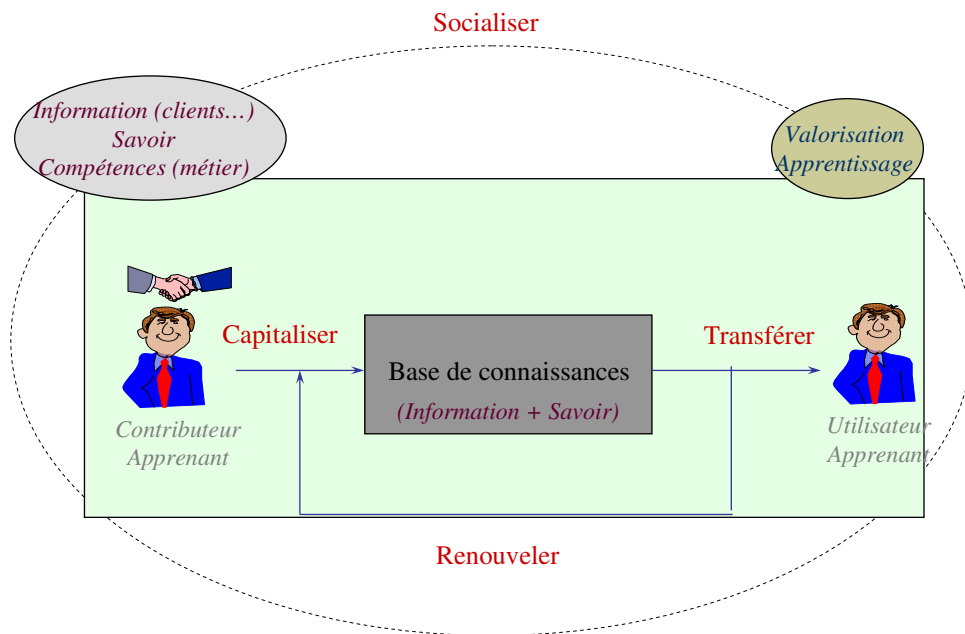 Socialiser
Information (clients…)
Savoir
Compétences (métier)
Valorisation
Apprentissage
Capitaliser
Transférer
Base de connaissances
(Information + Savoir)
Contributeur
Apprenant
Utilisateur
Apprenant
Renouveler